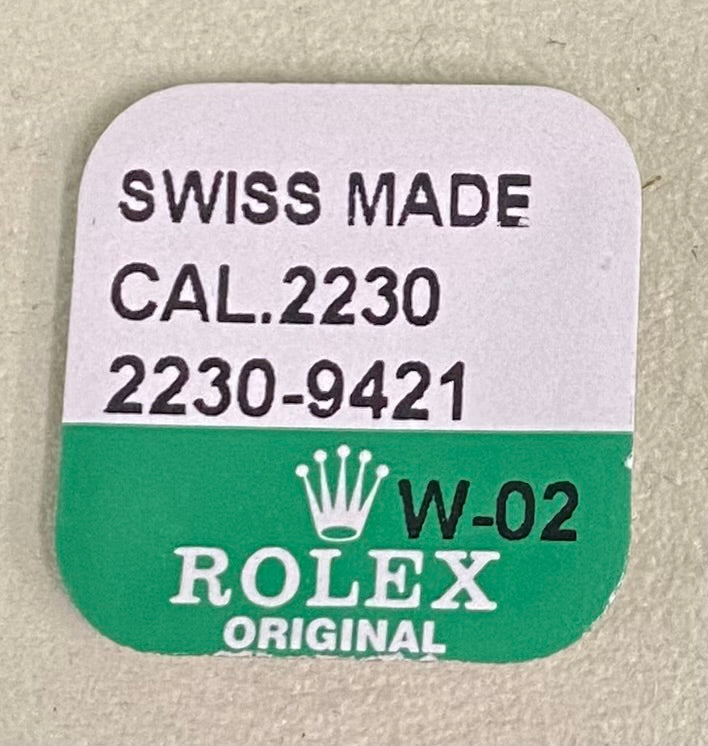 SWISS MADE
CAL.2230
2230-9421
W-02
ROLEX
ORIGINAL